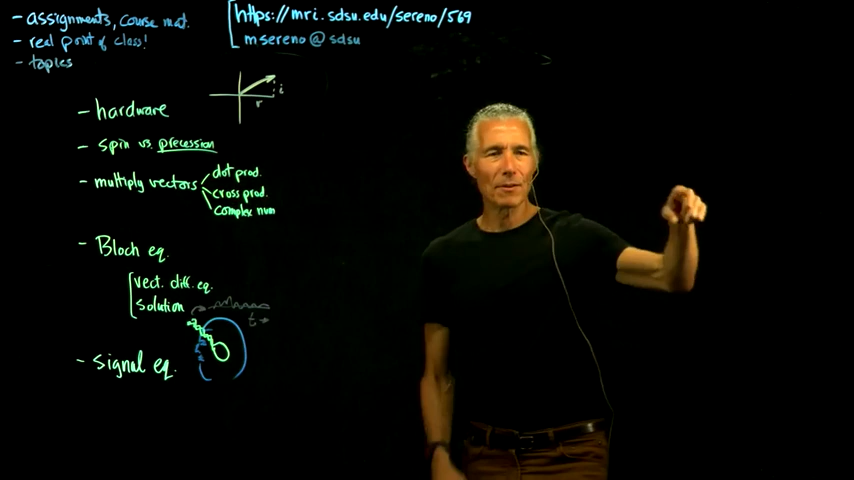 - assignments, course mat.
- real point of class!
- topics
https://mri.sdsu.edu/sereno/569
msereno@sdsu
- hardware
i
r
- spin vs. precession
- multiply vectors
dot prod.
cross prod.
complex num
- Bloch eq.
vect. diff. eq.
solution
t →
- signal eq.